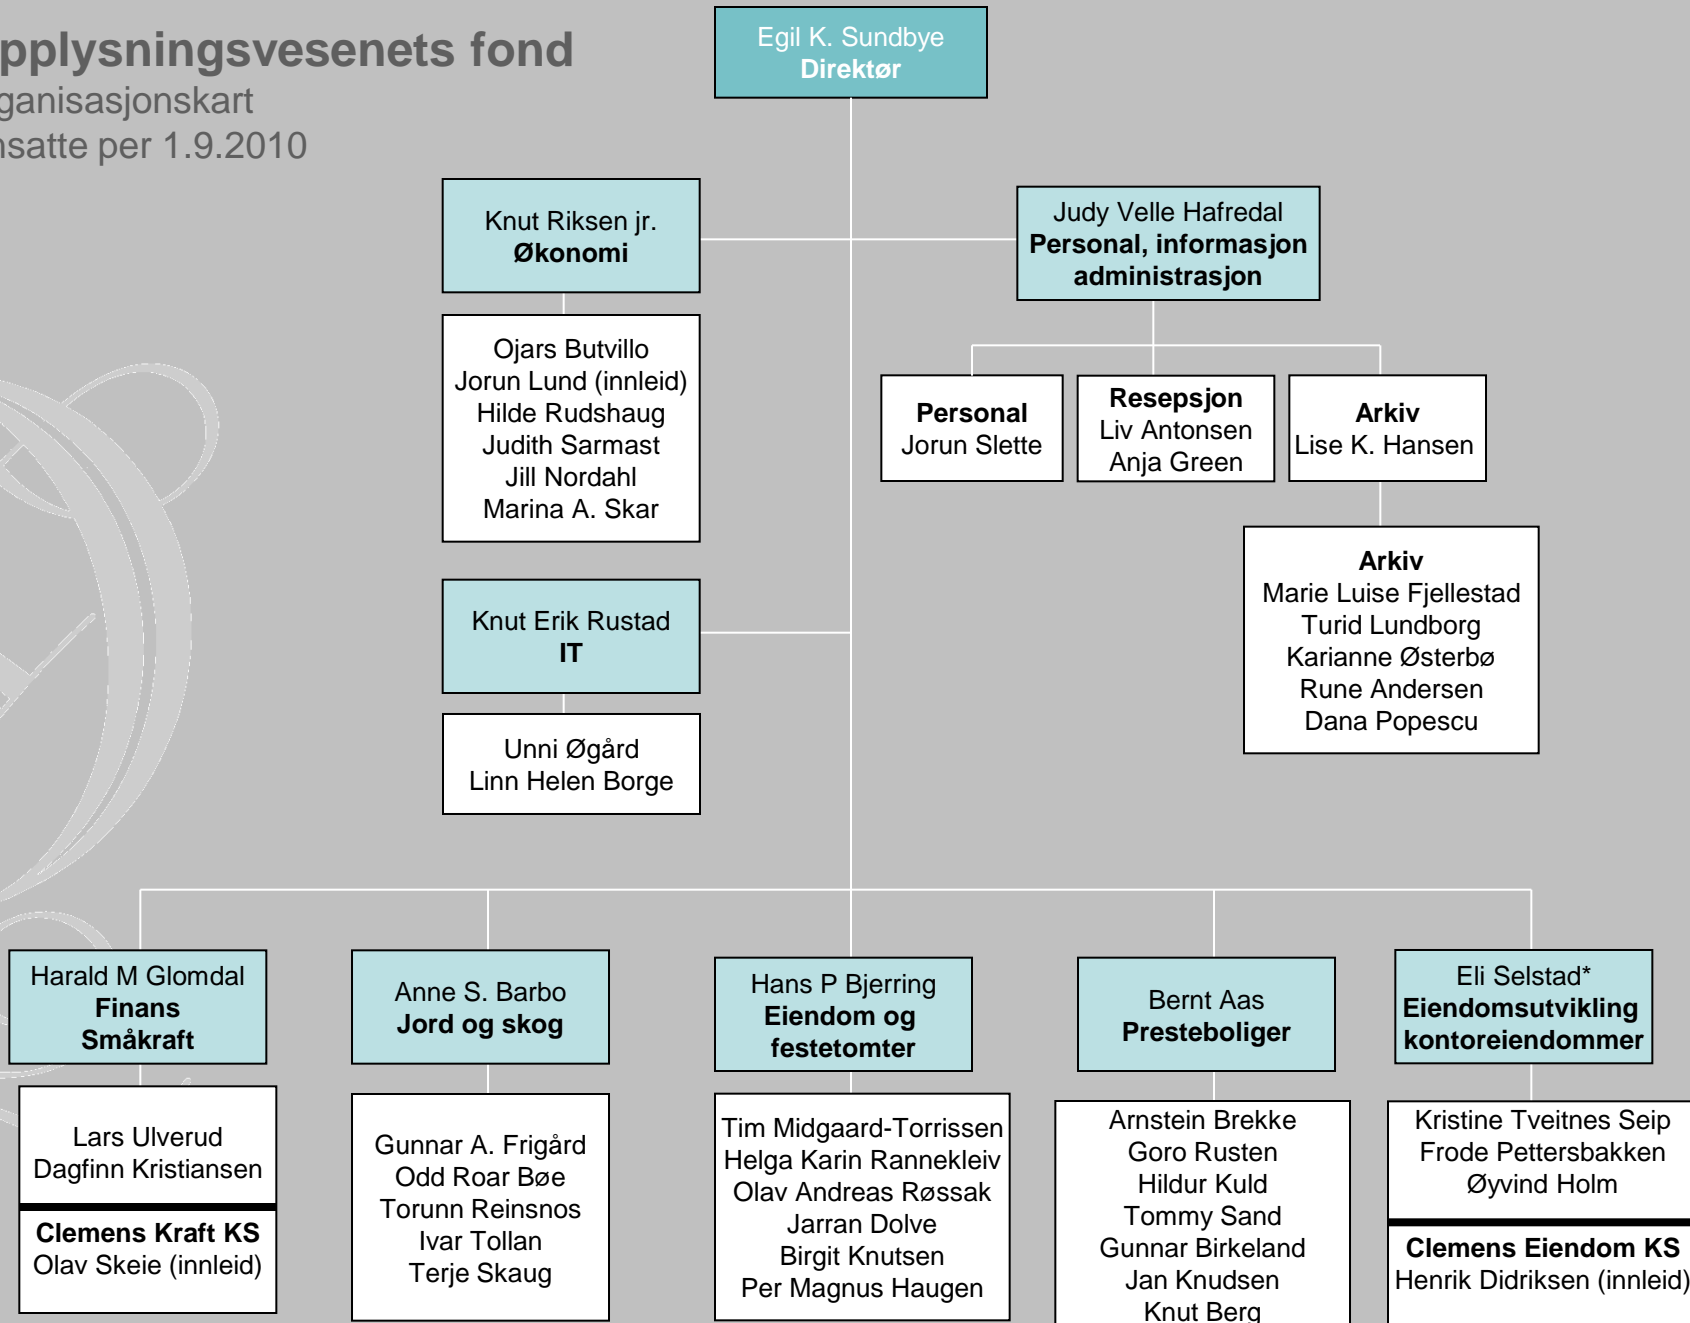 pplysningsvesenets fond
ganisasjonskart
nsatte per 1.9.2010
Egil K. Sundbye
Direktør
Knut Riksen jr.
Økonomi
Judy Velle Hafredal
Personal, informasjon
administrasjon
Ojars Butvillo
Jorun Lund (innleid)
Hilde Rudshaug
Judith Sarmast
Jill Nordahl
Marina A. Skar
Personal
Jorun Slette
Resepsjon
Liv Antonsen
Anja Green
Arkiv
Lise K. Hansen
Arkiv
Marie Luise Fjellestad
Turid Lundborg
Karianne Østerbø
Rune Andersen
Dana Popescu
Knut Erik Rustad
IT
Unni Øgård
Linn Helen Borge
Harald M Glomdal
Finans
Småkraft
Anne S. Barbo
Jord og skog
Hans P Bjerring
Eiendom og
festetomter
Bernt Aas
Presteboliger
Eli Selstad*
Eiendomsutvikling
kontoreiendommer
Lars Ulverud
Dagfinn Kristiansen
Clemens Kraft KS
Olav Skeie (innleid)
Gunnar A. Frigård
Odd Roar Bøe
Torunn Reinsnos
Ivar Tollan
Terje Skaug
Tim Midgaard-Torrissen
Helga Karin Rannekleiv
Olav Andreas Røssak
Jarran Dolve
Birgit Knutsen
Per Magnus Haugen
Arnstein Brekke
Goro Rusten
Hildur Kuld
Tommy Sand
Gunnar Birkeland
Jan Knudsen
Knut Berg
Kristine Tveitnes Seip
Frode Pettersbakken
Øyvind Holm
Clemens Eiendom KS
Henrik Didriksen (innleid)